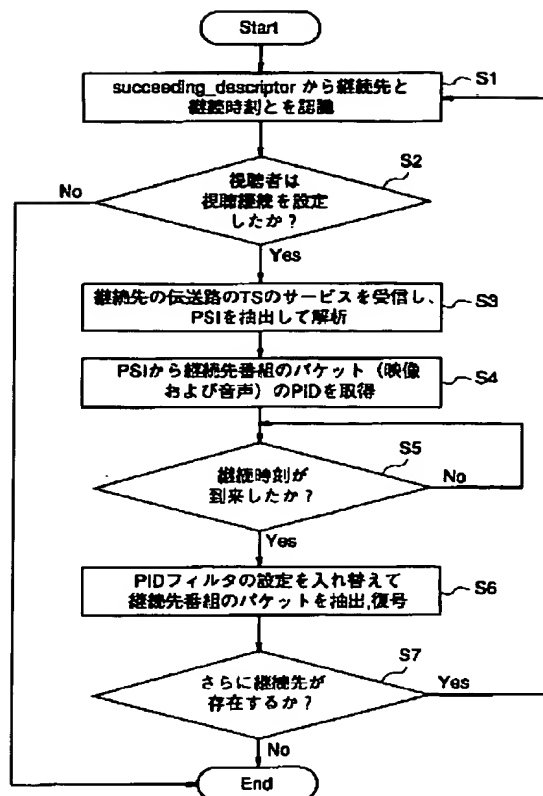 Start
succeeding_descriptor から継続先と
継続時刻とを認識
S1
視聴者は
視聴継続を設定
したか？
S2
No
Yes
継続先の伝送路のTSのサービスを受信し、
PSIを抽出して解析
S3
PSIから継続先番組のパケット（映像
および音声）のPIDを取得
S4
継続時刻が
到来したか？
S5
No
Yes
PIDフィルタの設定を入れ替えて
継続先番組のパケットを抽出,復号
S6
さらに継続先が
存在するか？
S7
Yes
No
End